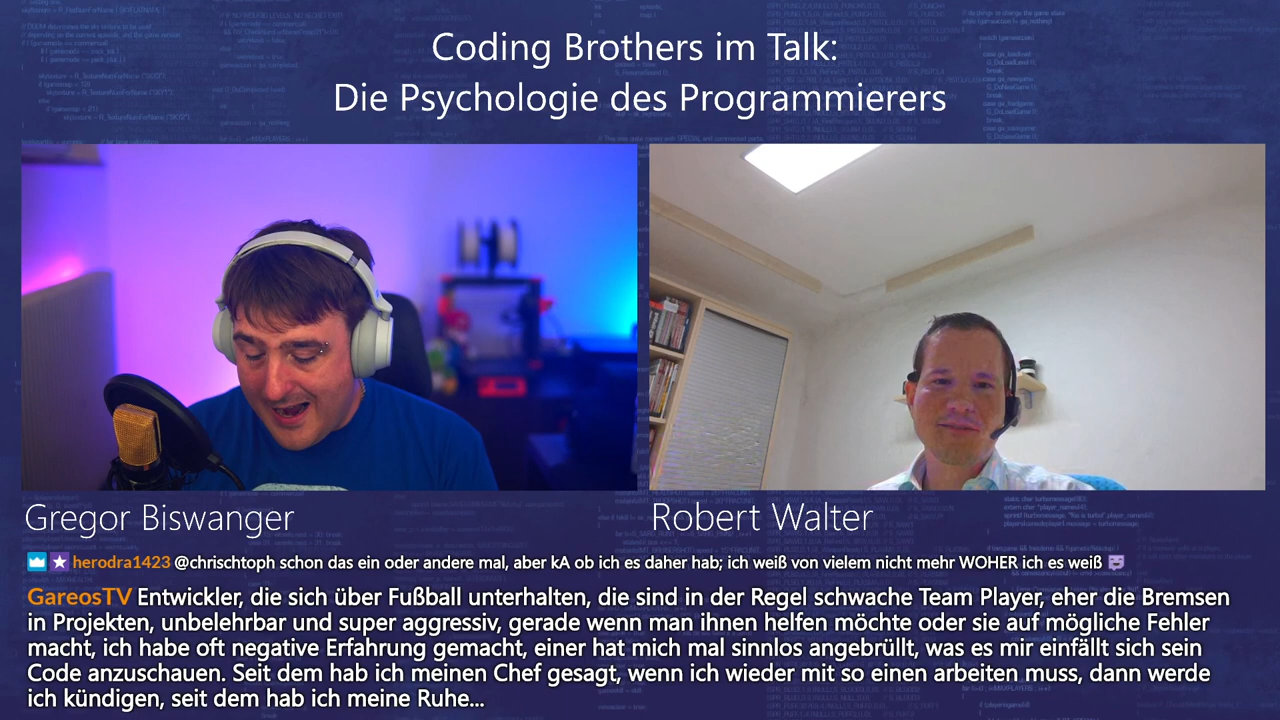 Coding Brothers im Talk:
Die Psychologie des Programmierers
Gregor Biswanger
Robert Walter
herodra1423 @chrischtoph schon das ein oder andere mal, aber kA ob ich es daher hab; ich weiß von vielem nicht mehr WOHER ich es weiß
GareosTV Entwickler, die sich über Fußball unterhalten, die sind in der Regel schwache Team Player, eher die Bremsen
in Projekten, unbelehrbar und super aggressiv, gerade wenn man ihnen helfen möchte oder sie auf mögliche Fehler
macht, ich habe oft negative Erfahrung gemacht, einer hat mich mal sinnlos angebrüllt, was es mir einfällt sich sein
Code anzuschauen. Seit dem hab ich meinen Chef gesagt, wenn ich wieder mit so einen arbeiten muss, dann werde
ich kündigen, seit dem hab ich meine Ruhe...